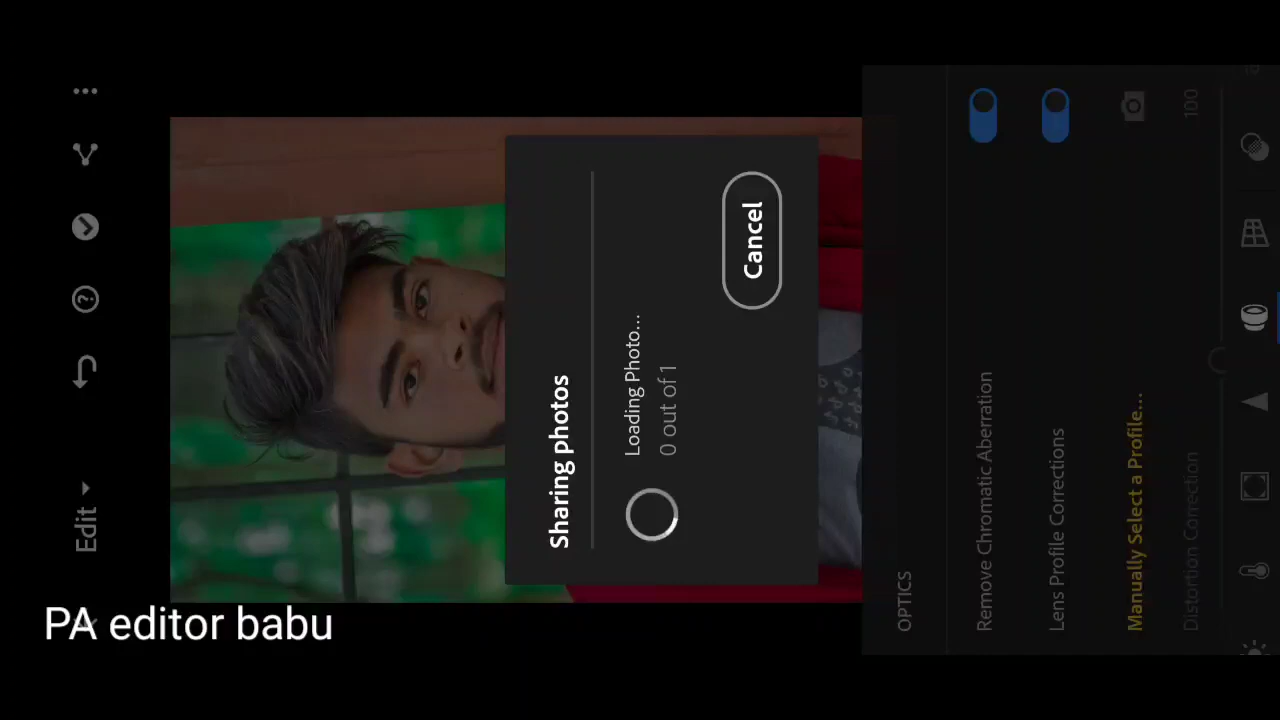 Edit
Sharing photos
Loading Photo...
0 out of 1
Cancel
OPTICS
Remove Chromatic Aberration
Lens Profile Corrections
Manually Select a Profile...
Distortion Correction
100
PA editor babu